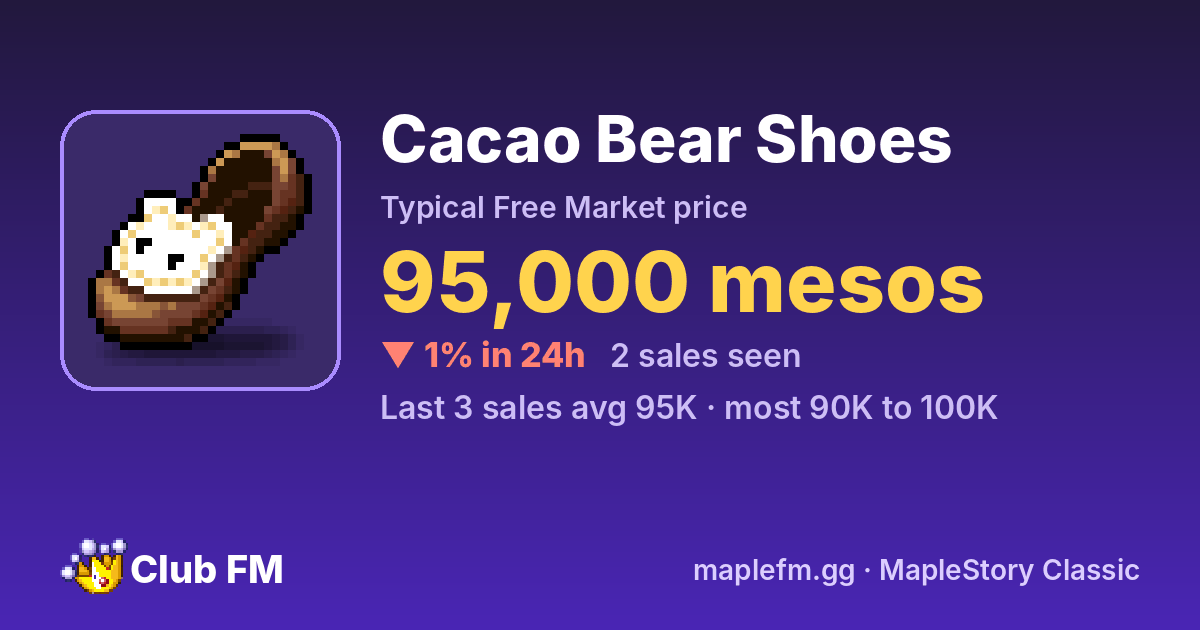 Cacao Bear Shoes
Typical Free Market price
95,000 mesos
▼ 1% in 24h 2 sales seen
Last 3 sales avg 95K · most 90K to 100K
Club FM
maplefm.gg · MapleStory Classic